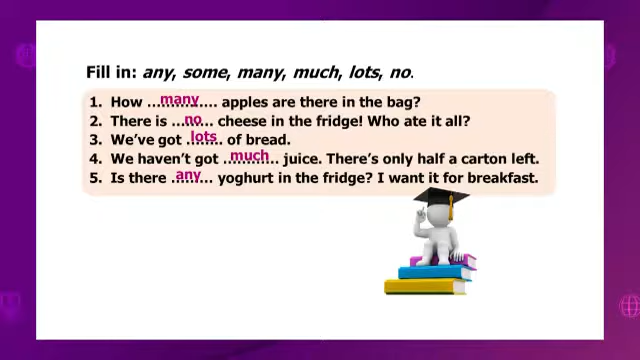 Fill in: any, some, many, much, lots, no.
1. How ...many... apples are there in the bag?
2. There is ...no... cheese in the fridge! Who ate it all?
3. We've got ...lots... of bread.
4. We haven't got ...much... juice. There's only half a carton left.
5. Is there ...any... yoghurt in the fridge? I want it for breakfast.